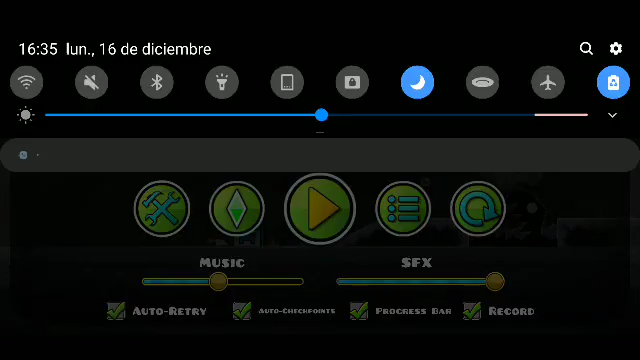 16:35 lun., 16 de diciembre
MUSIC SFX
AUTO-RETRY AUTO-CHECKPOINTS PROGRESS BAR RECORD